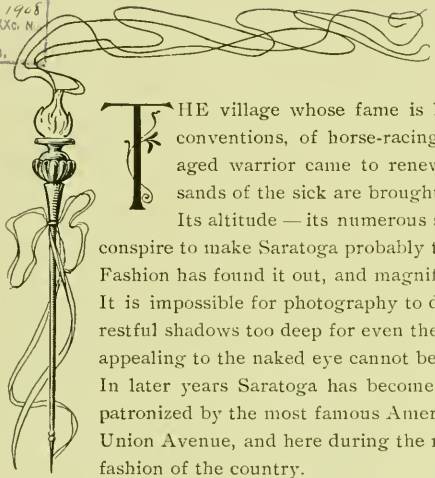 1908
XXc. N
THE village whose fame is
conventions, of horse-racing
aged warrior came to renew
sands of the sick are brought
Its altitude — its numerous s
conspire to make Saratoga probably t
Fashion has found it out, and magnif
It is impossible for photography to d
restful shadows too deep for even the
appealing to the naked eye cannot be
In later years Saratoga has become
patronized by the most famous Amer
Union Avenue, and here during the r
fashion of the country.